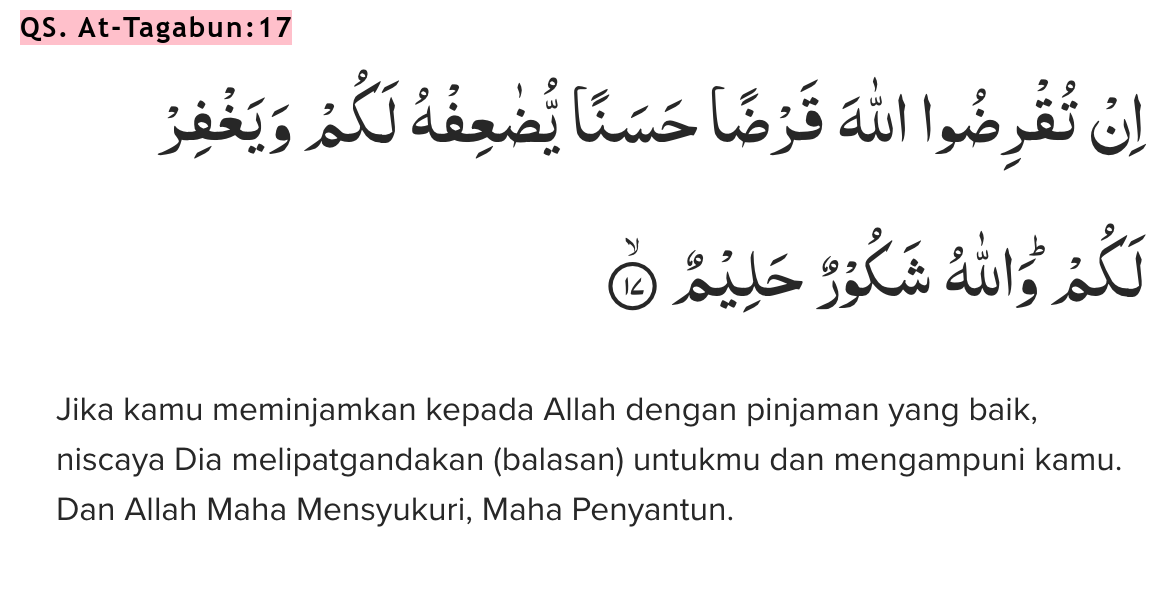 QS. At-Tagabun:17
اِنْ تُقْرِضُوا اللّٰهَ قَرْضًا حَسَنًا يُّضٰعِفْهُ لَكُمْ وَيَغْفِرْ
لَكُمْۗ وَاللّٰهُ شَكُوْرٌ حَلِيْمٌۙ ١٧
Jika kamu meminjamkan kepada Allah dengan pinjaman yang baik,
niscaya Dia melipatgandakan (balasan) untukmu dan mengampuni kamu.
Dan Allah Maha Mensyukuri, Maha Penyantun.